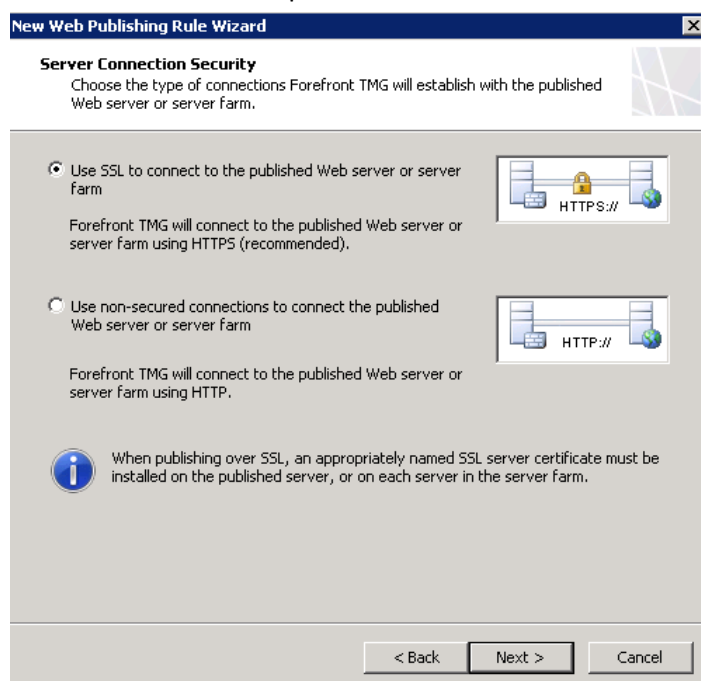 New Web Publishing Rule Wizard
Server Connection Security
Choose the type of connections Forefront TMG will establish with the published
Web server or server farm.
Use SSL to connect to the published Web server or server
farm
HTTPS://
Forefront TMG will connect to the published Web server or
server farm using HTTPS (recommended).
Use non-secured connections to connect the published
Web server or server farm
HTTP://
Forefront TMG will connect to the published Web server or
server farm using HTTP.
When publishing over SSL, an appropriately named SSL server certificate must be
installed on the published server, or on each server in the server farm.
< Back Next > Cancel